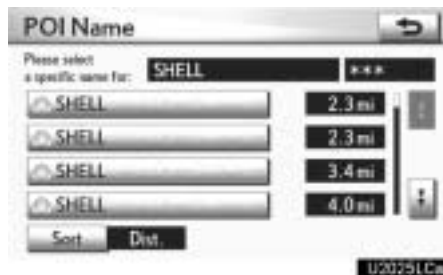 POI Name
Please select
a specific name for: SHELL ***
SHELL 2.3 mi
SHELL 2.3 mi
SHELL 3.4 mi
SHELL 4.0 mi
Sort Dist.
U2025LCa